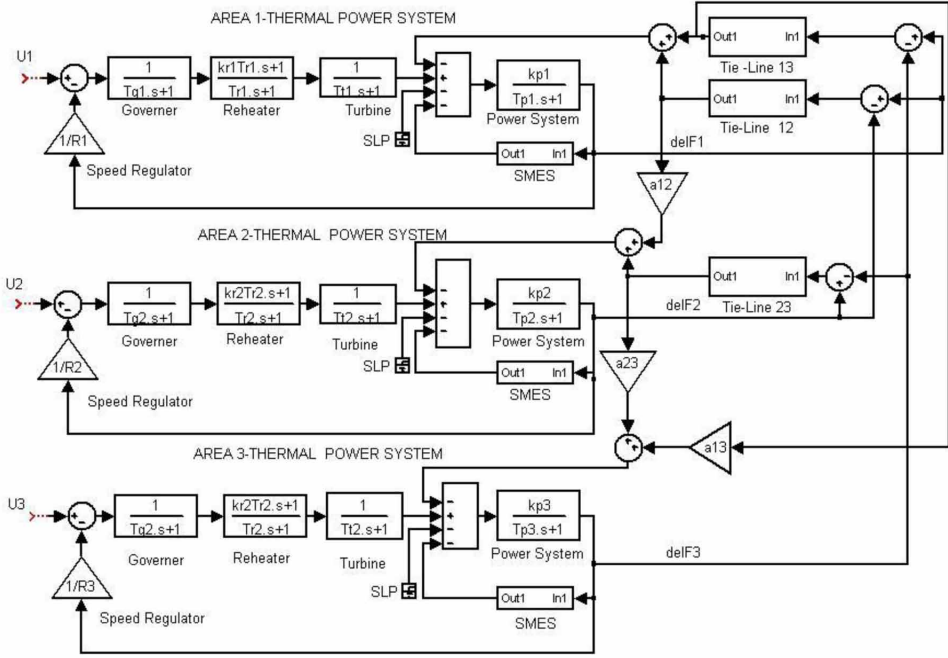 AREA 1-THERMAL POWER SYSTEM
U1
1
Tg1.s+1
Governer
kr1Tr1.s+1
Tr1.s+1
Reheater
1
Tt1.s+1
Turbine
SLP
kp1
Tp1.s+1
Power System
Out1 In1
SMES
1/R1
Speed Regulator
Out1 In1
Tie -Line 13
Out1 In1
Tie-Line 12
delF1
a12
AREA 2-THERMAL POWER SYSTEM
U2
1
Tg2.s+1
Governer
kr2Tr2.s+1
Tr2.s+1
Reheater
1
Tt2.s+1
Turbine
SLP
kp2
Tp2.s+1
Power System
Out1 In1
SMES
1/R2
Speed Regulator
Out1 In1
Tie-Line 23
delF2
a23
a13
AREA 3-THERMAL POWER SYSTEM
U3
1
Tg2.s+1
Governer
kr2Tr2.s+1
Tr2.s+1
Reheater
1
Tt2.s+1
Turbine
SLP
kp3
Tp3.s+1
Power System
Out1 In1
SMES
1/R3
Speed Regulator
delF3